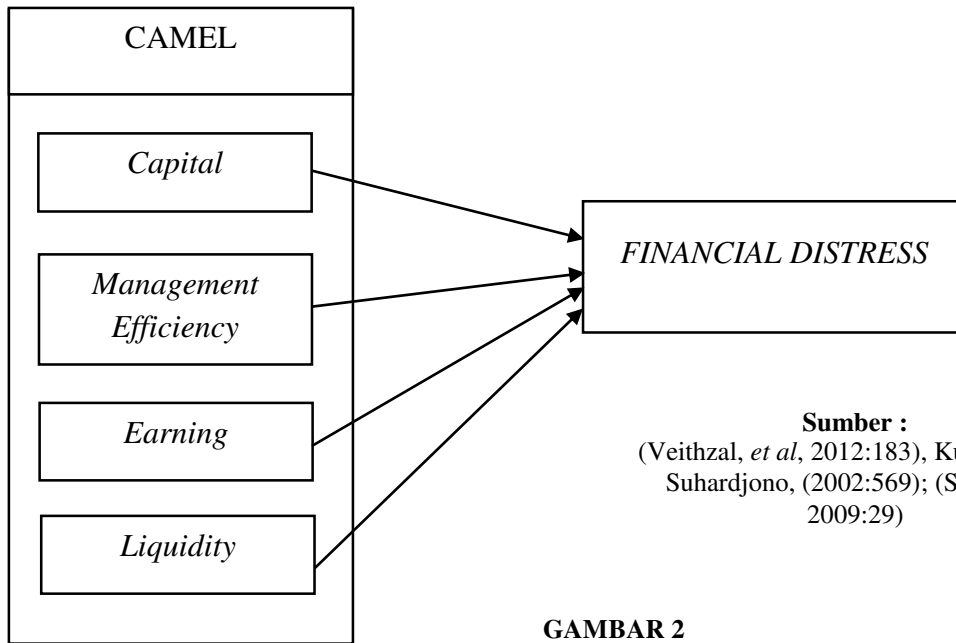 CAMEL
Capital
Management
Efficiency
Earning
Liquidity
FINANCIAL DISTRESS
Sumber :
(Veithzal, et al, 2012:183),
Suhardjono, (2002:569);
2009:29)
GAMBAR 2